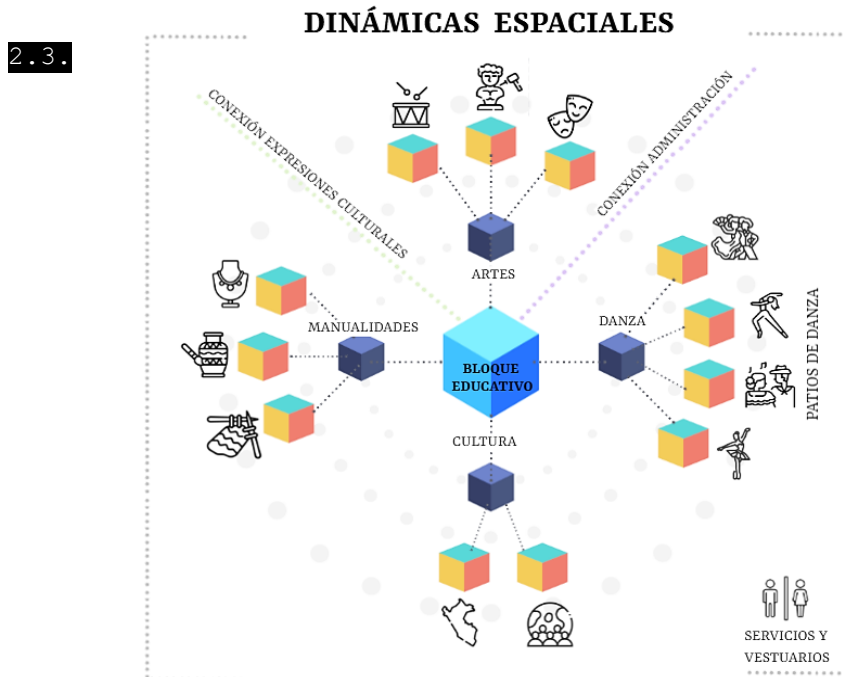 DINÁMICAS ESPACIALES
2.3.
CONEXIÓN EXPRESIONES CULTURALES
CONEXIÓN ADMINISTRACIÓN
ARTES
MANUALIDADES
DANZA
PATIOS DE DANZA
BLOQUE
EDUCATIVO
CULTURA
SERVICIOS Y
VESTUARIOS